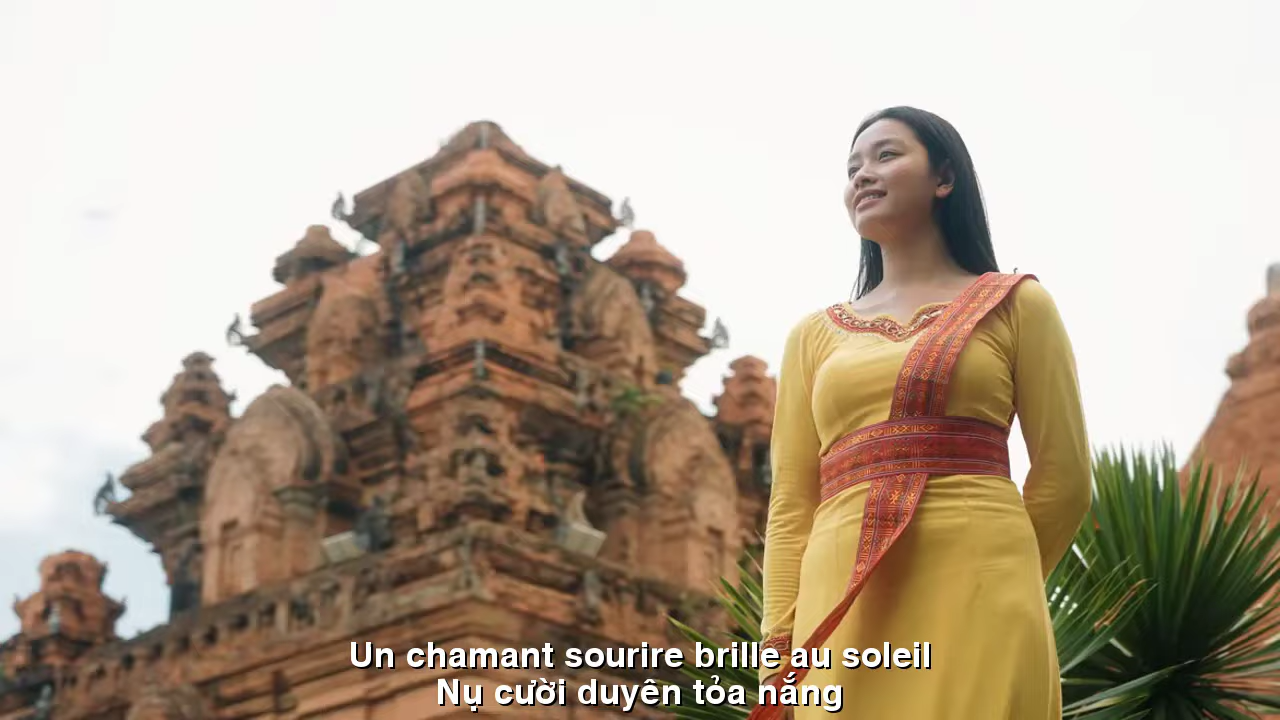 Un chamant sourire brille au soleil
Nụ cười duyên tỏa nắng